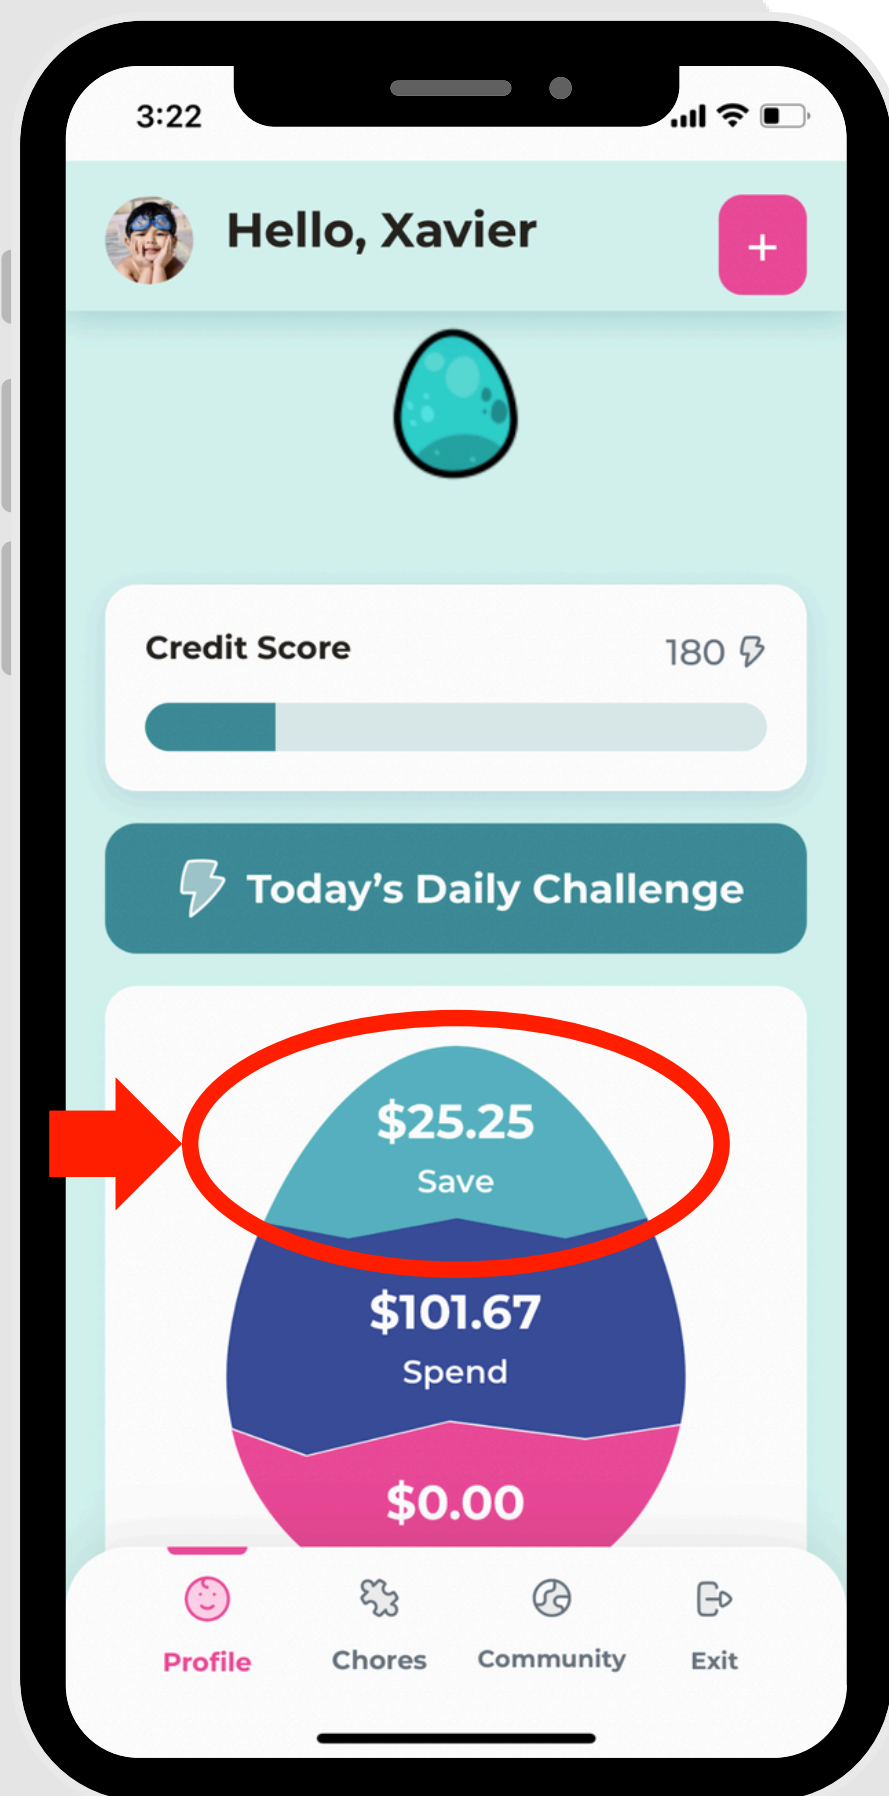 3:22
Hello, Xavier
+
Credit Score
180
Today's Daily Challenge
$25.25
Save
$101.67
Spend
$0.00
Profile
Chores
Community
Exit